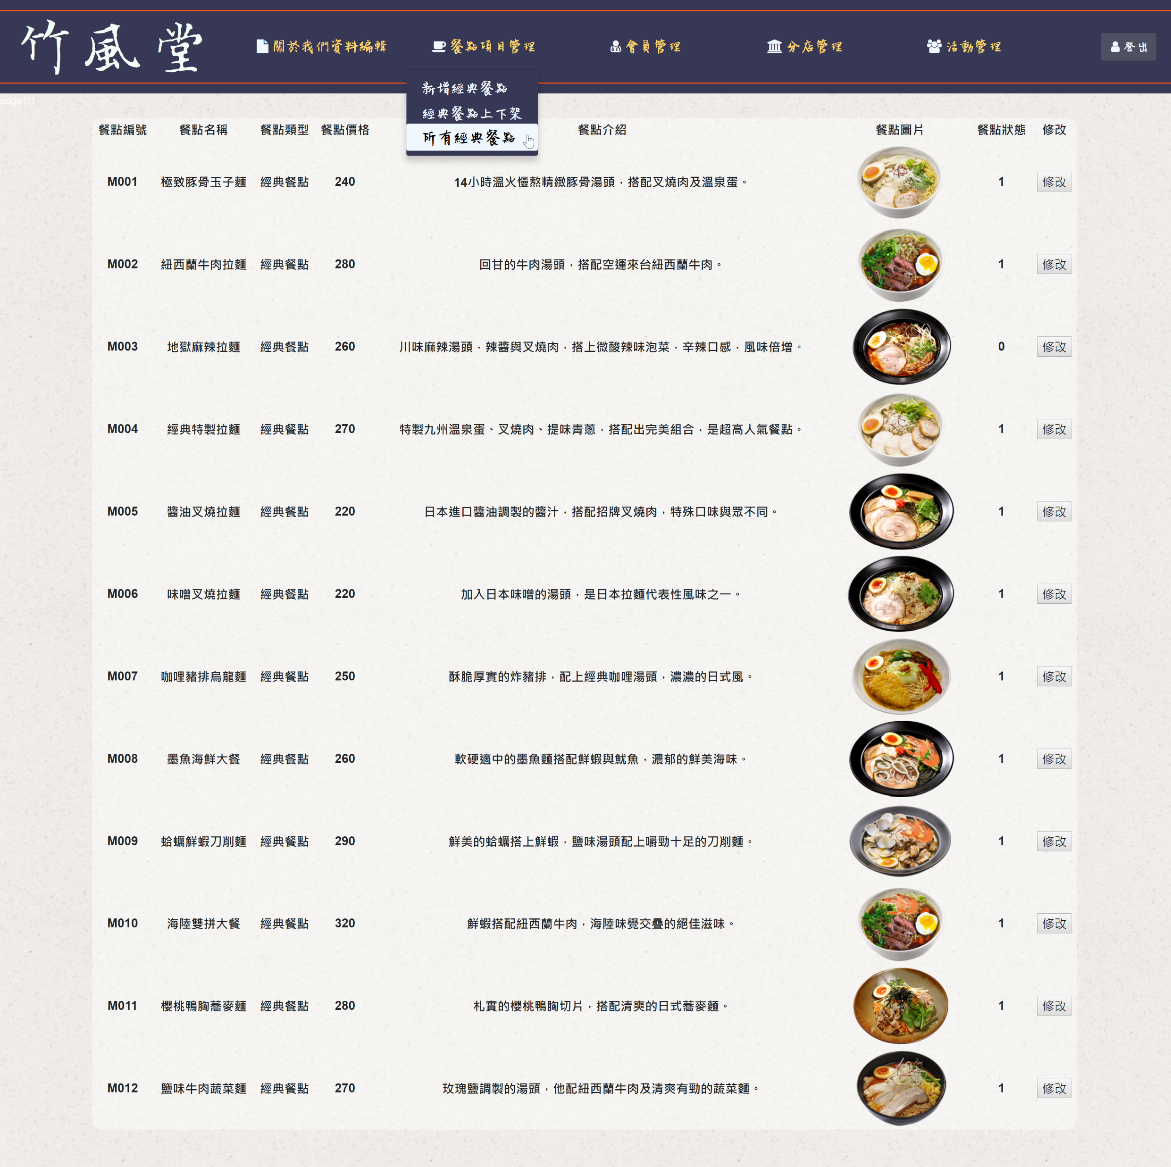 竹風堂
關於我們資料編輯 餐點項目管理 會員管理 分店管理 活動管理 登出
新增經典餐點
經典餐點上下架
所有經典餐點
餐點編號 餐點名稱 餐點類型 餐點價格 餐點介紹 餐點圖片 餐點狀態 修改
M001 極致豚骨玉子麵 經典餐點 240 14小時溫火慢熬精緻豚骨湯頭，搭配叉燒肉及溫泉蛋。 1 修改
M002 紐西蘭牛肉拉麵 經典餐點 280 回甘的牛肉湯頭，搭配空運來台紐西蘭牛肉。 1 修改
M003 地獄麻辣拉麵 經典餐點 260 川味麻辣湯頭，辣醬與叉燒肉，搭上微酸辣味泡菜，辛辣口感，風味倍增。 0 修改
M004 經典特製拉麵 經典餐點 270 特製九州溫泉蛋、叉燒肉、提味青蔥，搭配出完美組合，是超高人氣餐點。 1 修改
M005 醬油叉燒拉麵 經典餐點 220 日本進口醬油調製的醬汁，搭配招牌叉燒肉，特殊口味與眾不同。 1 修改
M006 味噌叉燒拉麵 經典餐點 220 加入日本味噌的湯頭，是日本拉麵代表性風味之一。 1 修改
M007 咖哩豬排烏龍麵 經典餐點 250 酥脆厚實的炸豬排，配上經典咖哩湯頭，濃濃的日式風。 1 修改
M008 墨魚海鮮大餐 經典餐點 260 軟硬適中的墨魚麵搭配鮮蝦與魷魚，濃郁的鮮美海味。 1 修改
M009 蛤蠣鮮蝦刀削麵 經典餐點 290 鮮美的蛤蠣搭上鮮蝦，鹽味湯頭配上嚼勁十足的刀削麵。 1 修改
M010 海陸雙拼大餐 經典餐點 320 鮮蝦搭配紐西蘭牛肉，海陸味覺交疊的絕佳滋味。 1 修改
M011 櫻桃鴨胸蕎麥麵 經典餐點 280 札實的櫻桃鴨胸切片，搭配清爽的日式蕎麥麵。 1 修改
M012 鹽味牛肉蔬菜麵 經典餐點 270 玫瑰鹽調製的湯頭，他配紐西蘭牛肉及清爽有勁的蔬菜麵。 1 修改